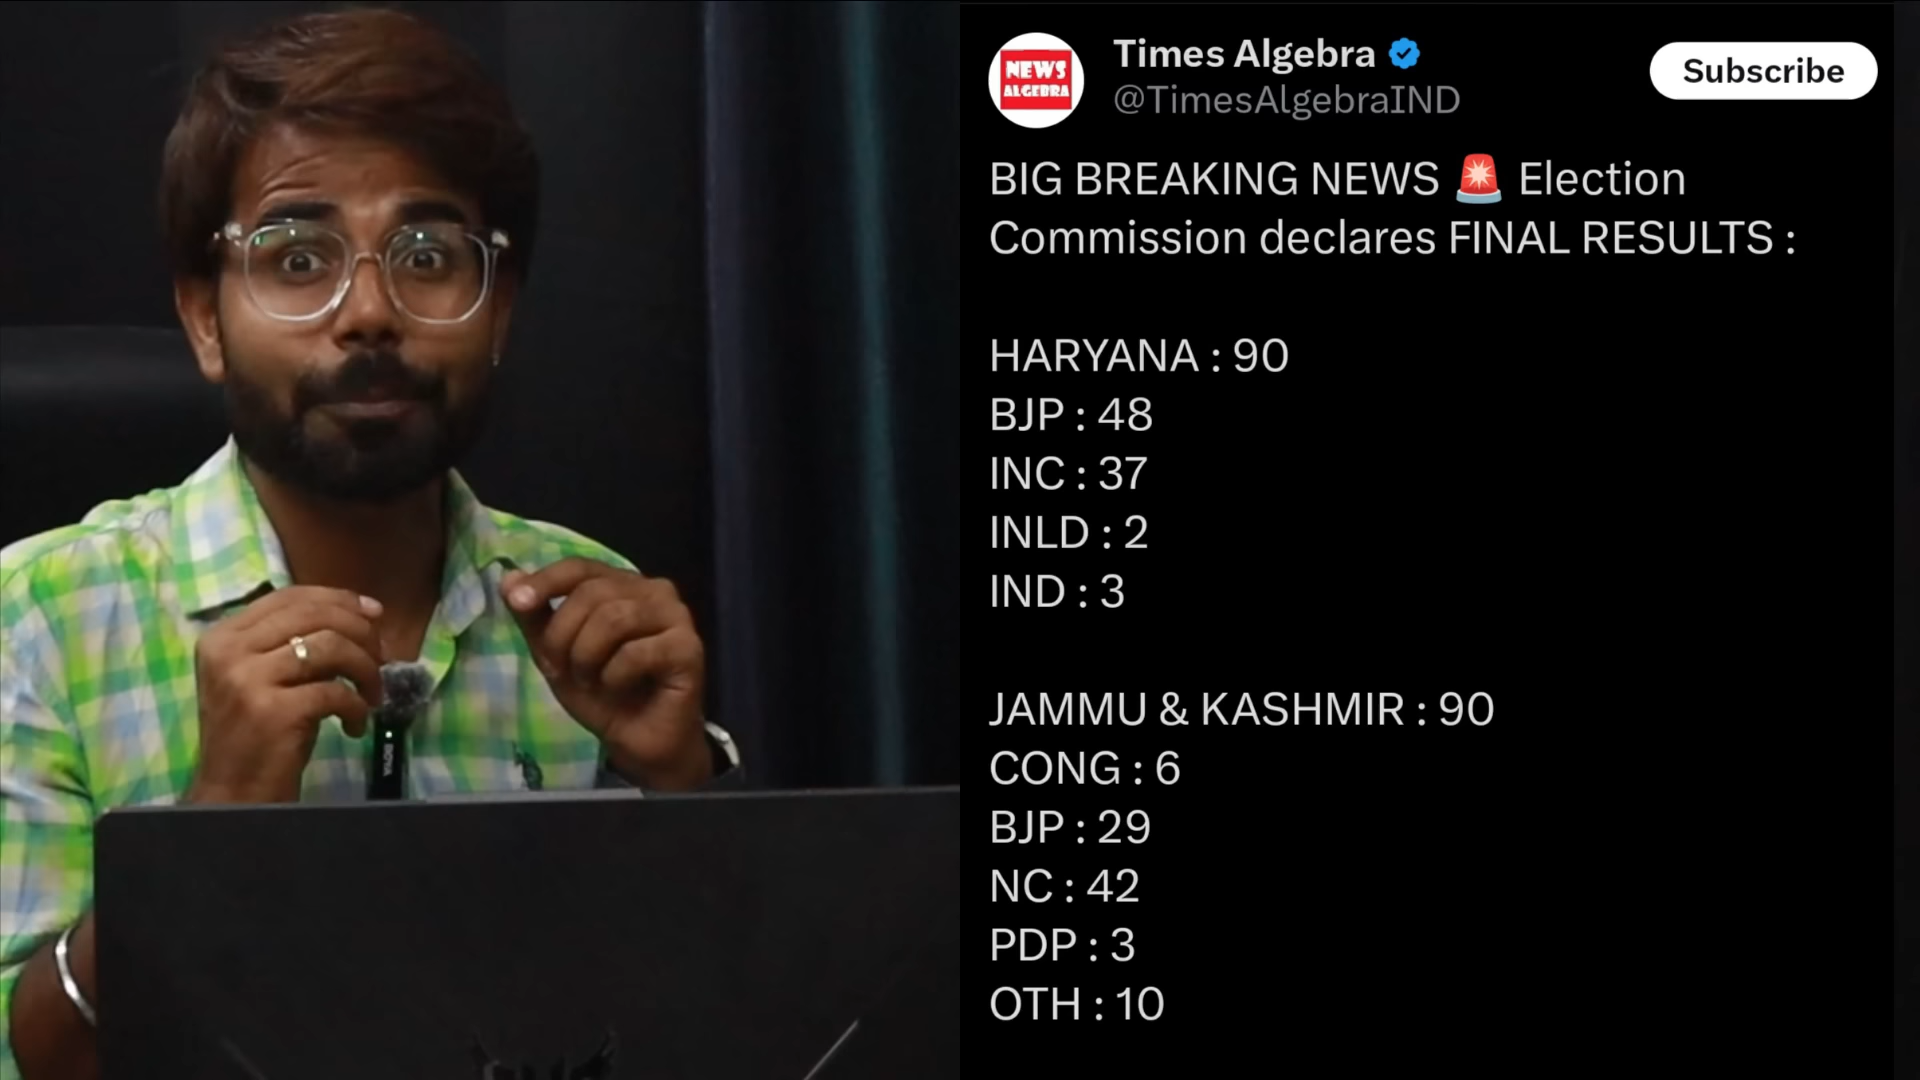 NEWS
ALGEBRA
Times Algebra
@TimesAlgebraIND
Subscribe
BIG BREAKING NEWS 🚨 Election
Commission declares FINAL RESULTS :
HARYANA : 90
BJP : 48
INC : 37
INLD : 2
IND : 3
JAMMU & KASHMIR : 90
CONG : 6
BJP : 29
NC : 42
PDP : 3
OTH : 10
BOYA